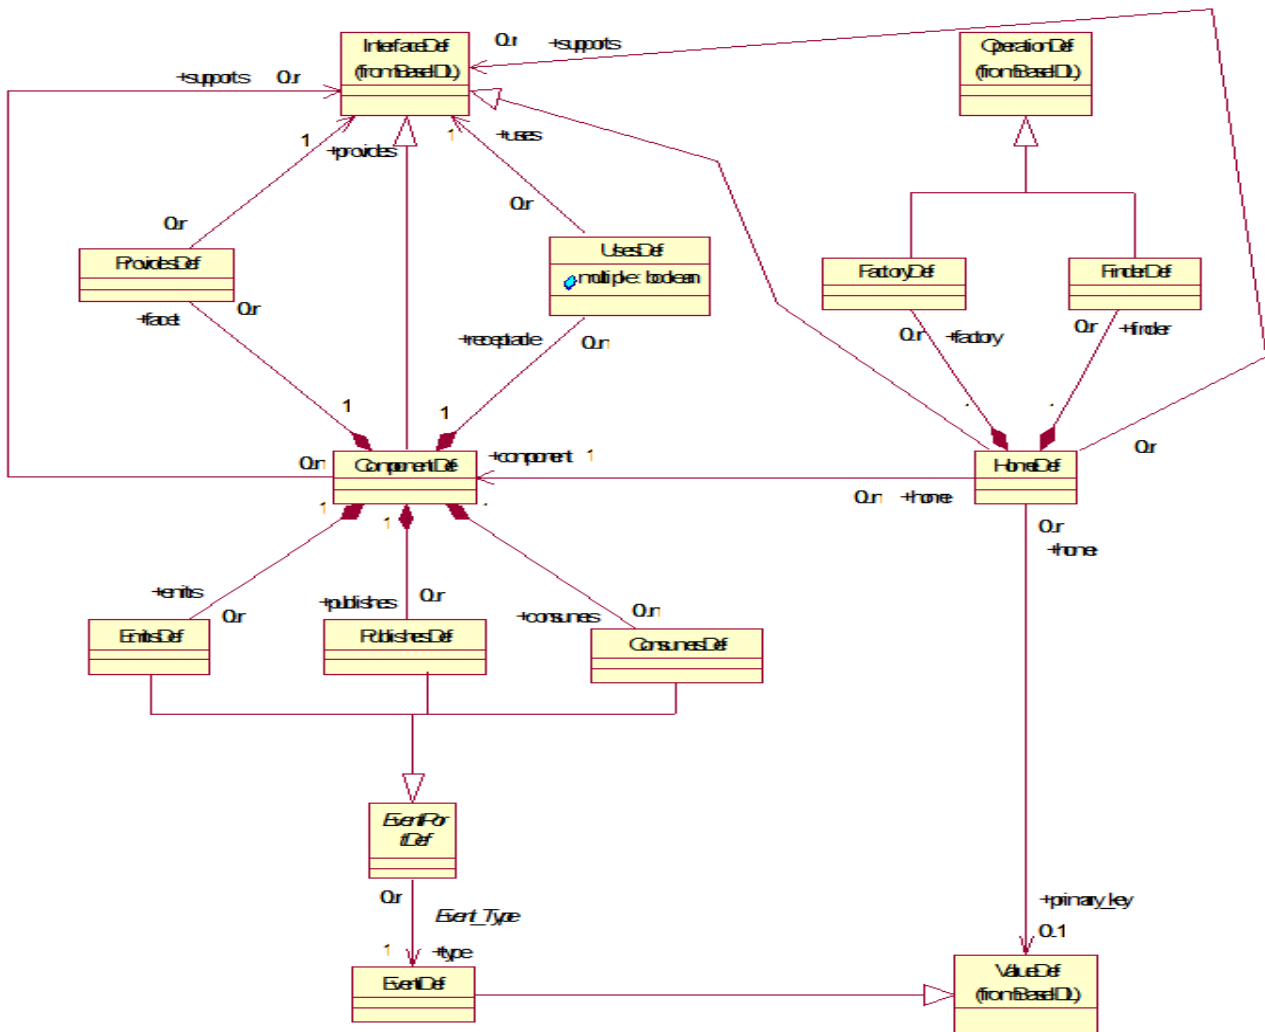 InterfaceDef
(from BaseIDL)
0..n
+supports
OperationDef
(from BaseIDL)
+supports
0..n
1
+provides
1
+uses
0..n
0..n
ProvidesDef
UsesDef
multiple : boolean
FactoryDef
FinderDef
+facet
0..n
+receptacle
0..n
0..n
+factory
0..n
+finder
1
1
0..n
ComponentDef
+component
1
HomeDef
0..n
0..n
+home
1
1
0..n
+home
+emits
0..n
+publishes
0..n
+consumes
0..n
EmitsDef
PublishesDef
ConsumesDef
EventPor
tDef
0..n
Event_Type
1
+type
+primary_key
0..1
EventDef
ValueDef
(from BaseIDL)